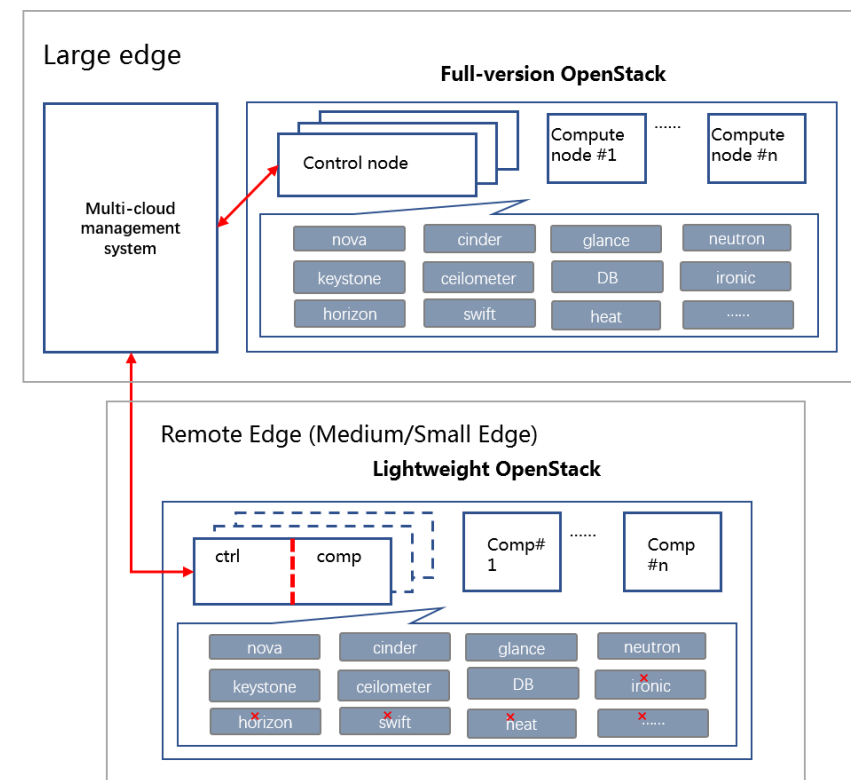 Large edge
Full-version OpenStack
Multi-cloud
management
system
Control node
Compute
node #1
......
Compute
node #n
nova
cinder
glance
neutron
keystone
ceilometer
DB
ironic
horizon
swift
heat
......
Remote Edge (Medium/Small Edge)
Lightweight OpenStack
ctrl
comp
Comp#
1
......
Comp
#n
nova
cinder
glance
neutron
keystone
ceilometer
DB
ironic
horizon
swift
heat
......